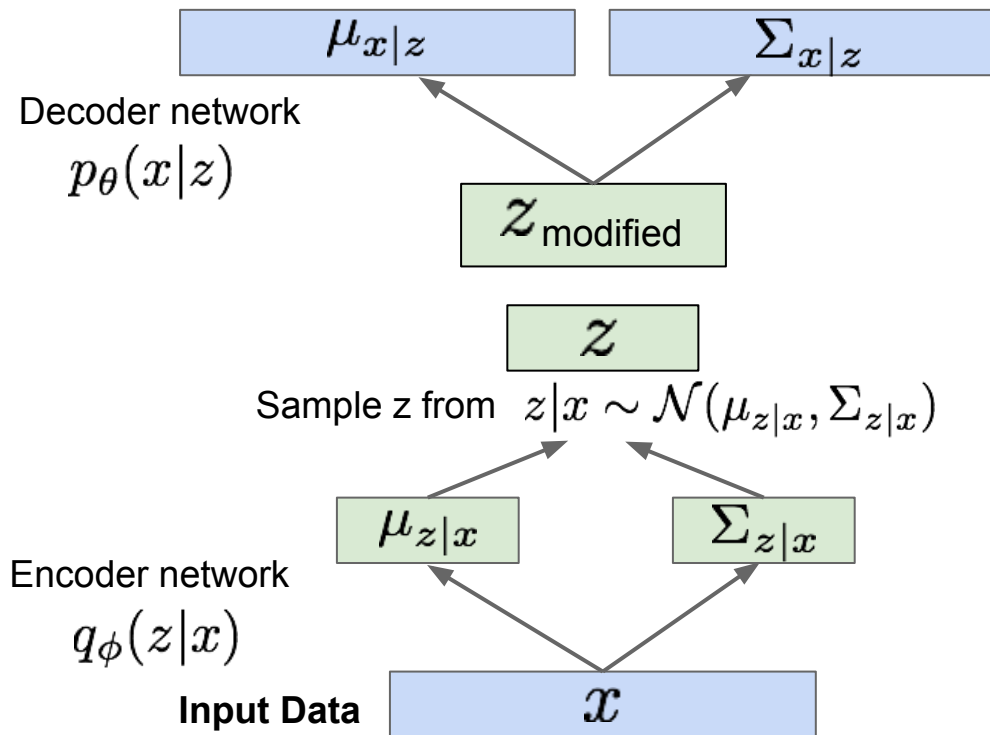 μ_{x|z} Σ_{x|z}
Decoder network
p_θ(x|z)
z_modified
z
Sample z from z|x ∼ 𝒩(μ_{z|x}, Σ_{z|x})
μ_{z|x} Σ_{z|x}
Encoder network
q_ϕ(z|x)
Input Data x